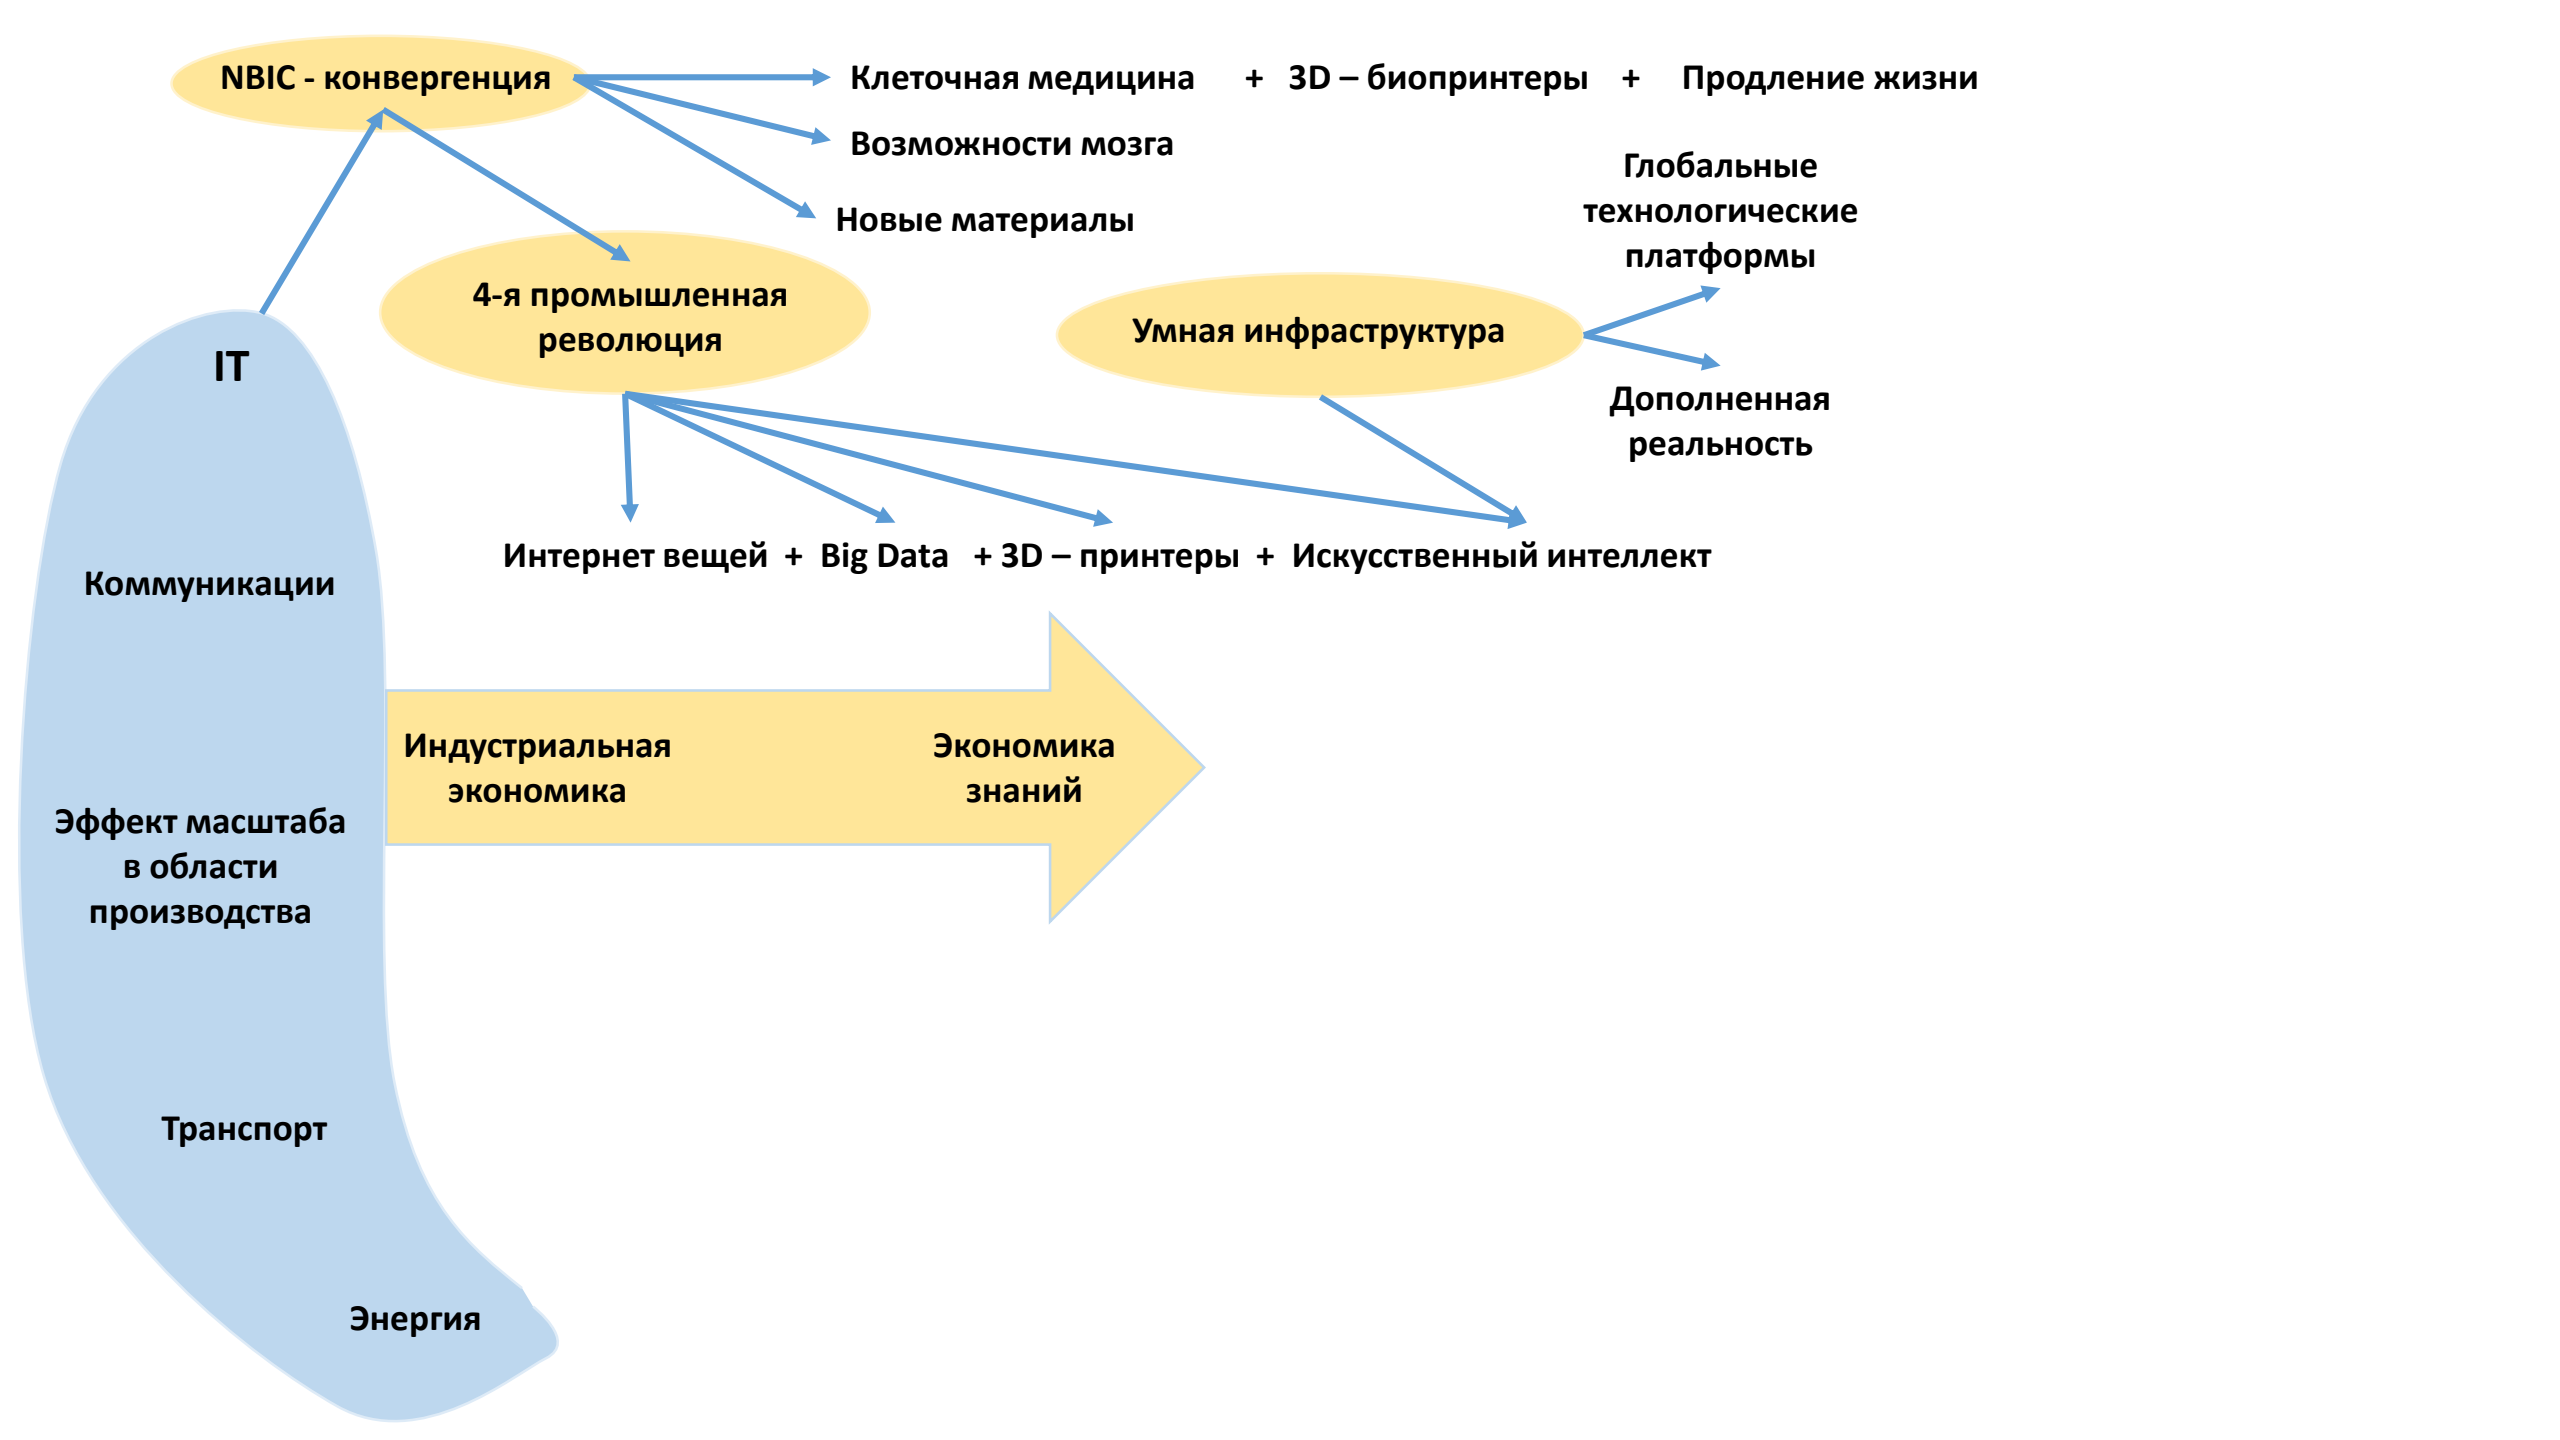 NBIC - конвергенция
Клеточная медицина + 3D – биопринтеры + Продление жизни
Возможности мозга
Новые материалы
Глобальные
технологические
платформы
4-я промышленная
революция
Умная инфраструктура
Дополненная
реальность
IT
Интернет вещей + Big Data + 3D – принтеры + Искусственный интеллект
Коммуникации
Индустриальная
экономика
Экономика
знаний
Эффект масштаба
в области
производства
Транспорт
Энергия